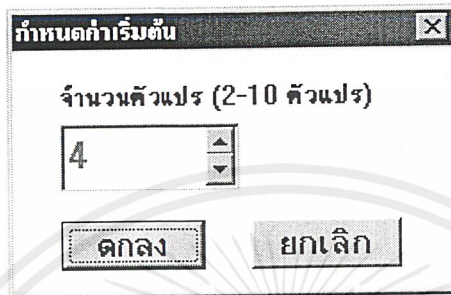 กำหนดค่าเริ่มต้น
จำนวนตัวแปร (2-10 ตัวแปร)
4
ตกลง
ยกเลิก